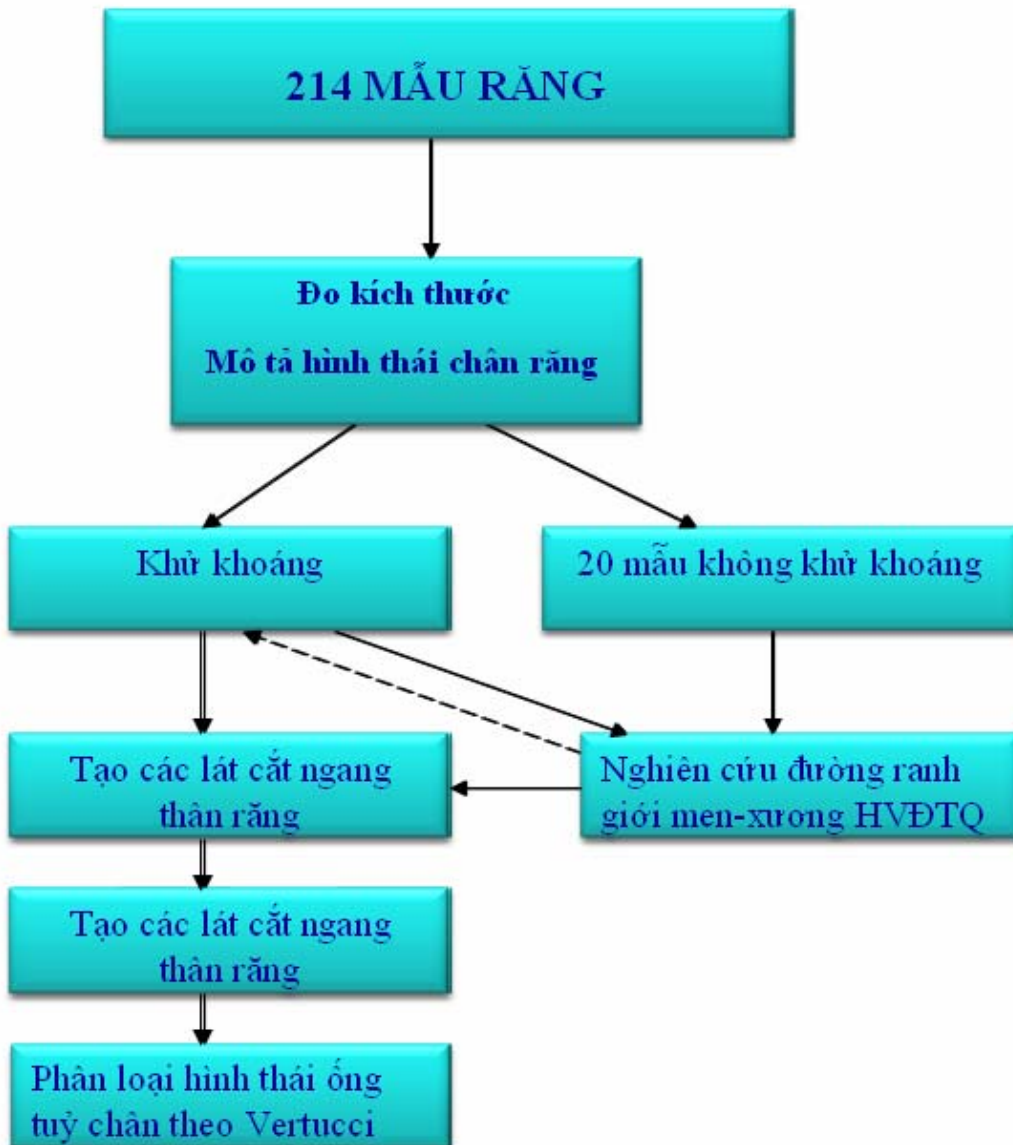 214 MẪU RĂNG
Đo kích thước
Mô tả hình thái chân răng
Khử khoáng
20 mẫu không khử khoáng
Tạo các lát cắt ngang
thân răng
Nghiên cứu đường ranh
giới men-xương HVĐTQ
Tạo các lát cắt ngang
thân răng
Phân loại hình thái ống
tuỷ chân theo Vertucci